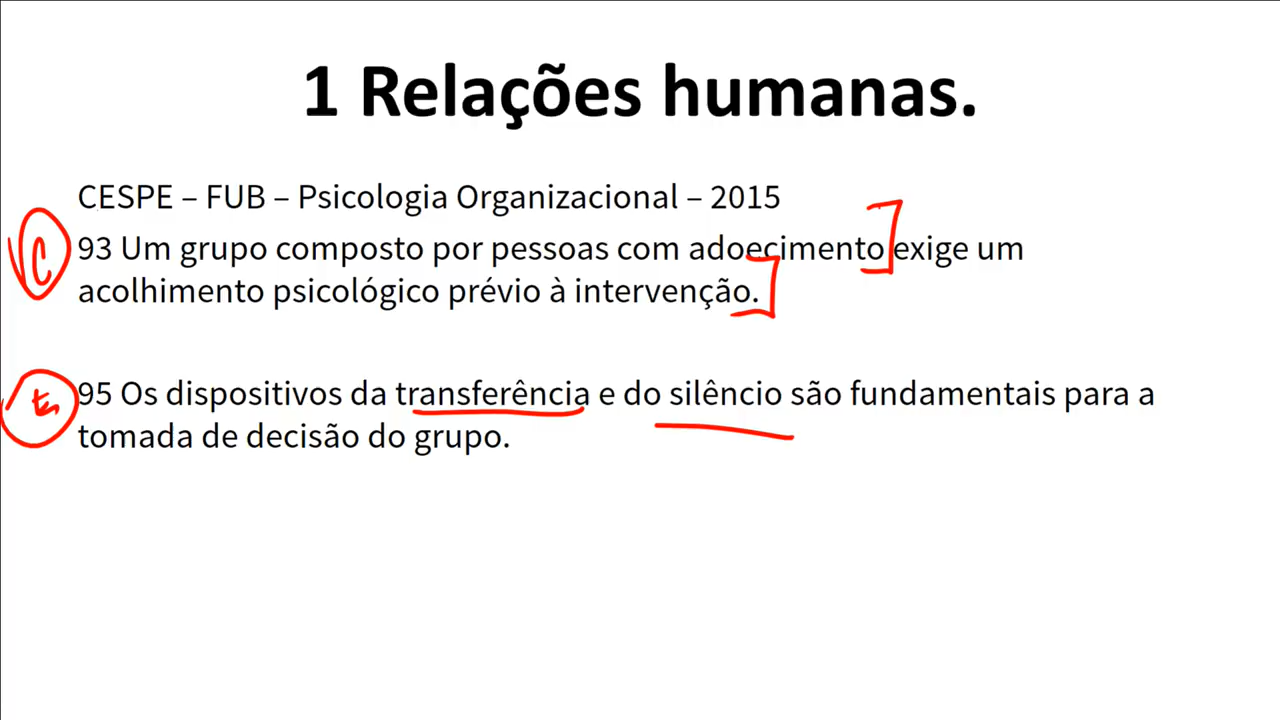 1 Relações humanas.
CESPE – FUB – Psicologia Organizacional – 2015
C 93 Um grupo composto por pessoas com adoecimento exige um
acolhimento psicológico prévio à intervenção.
E 95 Os dispositivos da transferência e do silêncio são fundamentais para a
tomada de decisão do grupo.